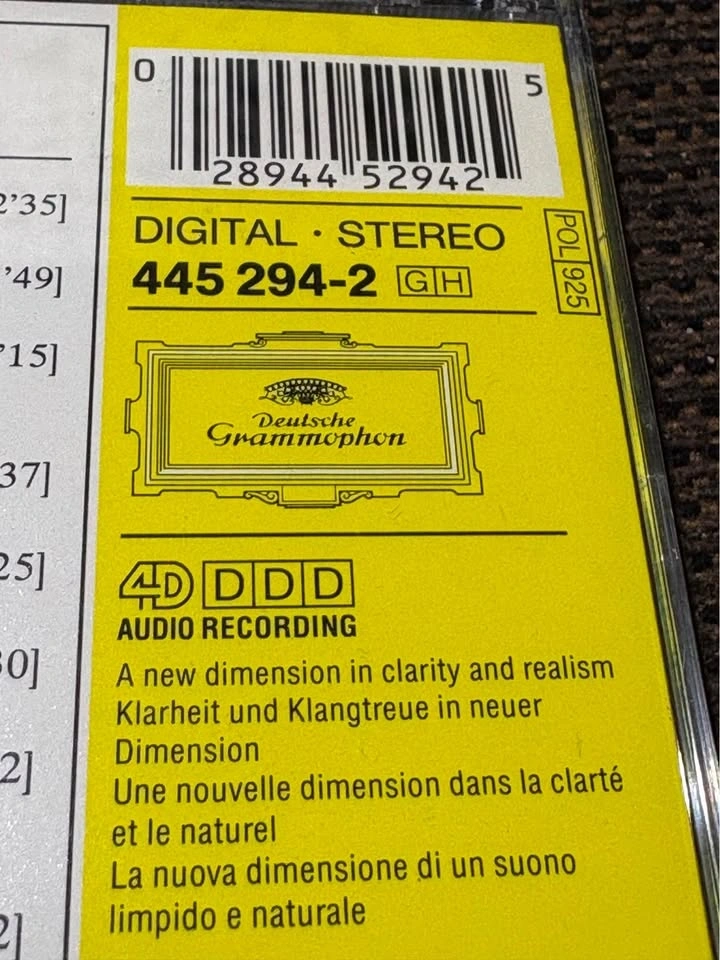 0
5
28944 52942
2'35]
'49]
'15]
37]
25]
30]
2]
2]
DIGITAL · STEREO
445 294-2 GH
POL 925
Deutsche
Grammophon
4D DDD
AUDIO RECORDING
A new dimension in clarity and realism
Klarheit und Klangtreue in neuer
Dimension
Une nouvelle dimension dans la clarté
et le naturel
La nuova dimensione di un suono
limpido e naturale